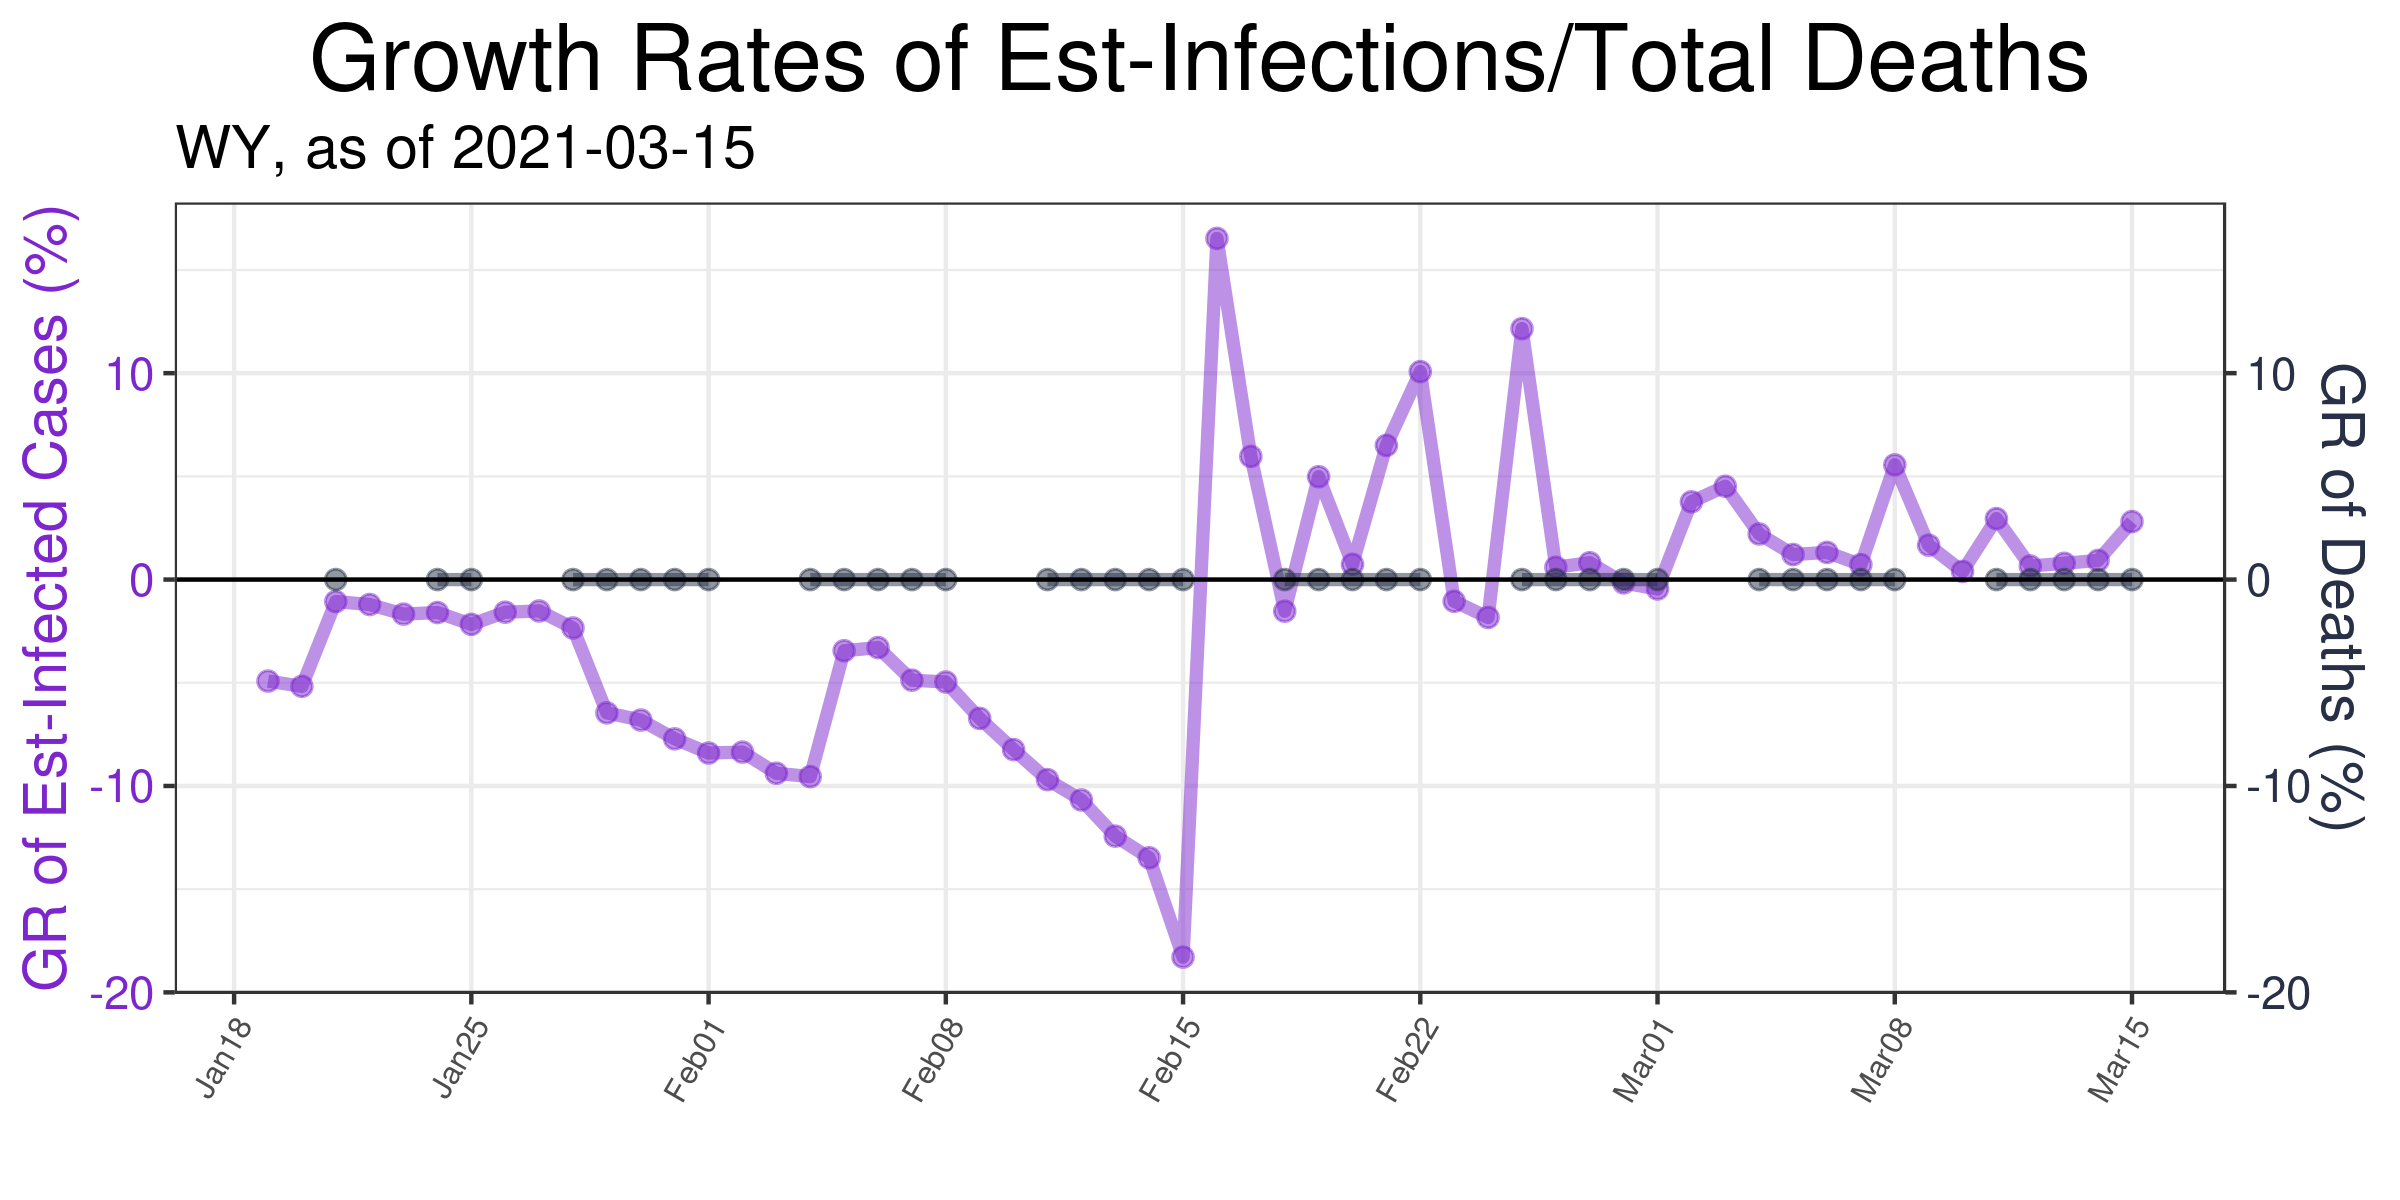 Growth Rates of Est-Infections/Total Deaths
WY, as of 2021-03-15
GR of Est-Infected Cases (%)
10
0
-10
-20
10
0
-10
-20
GR of Deaths (%)
Jan18
Jan25
Feb01
Feb08
Feb15
Feb22
Mar01
Mar08
Mar15